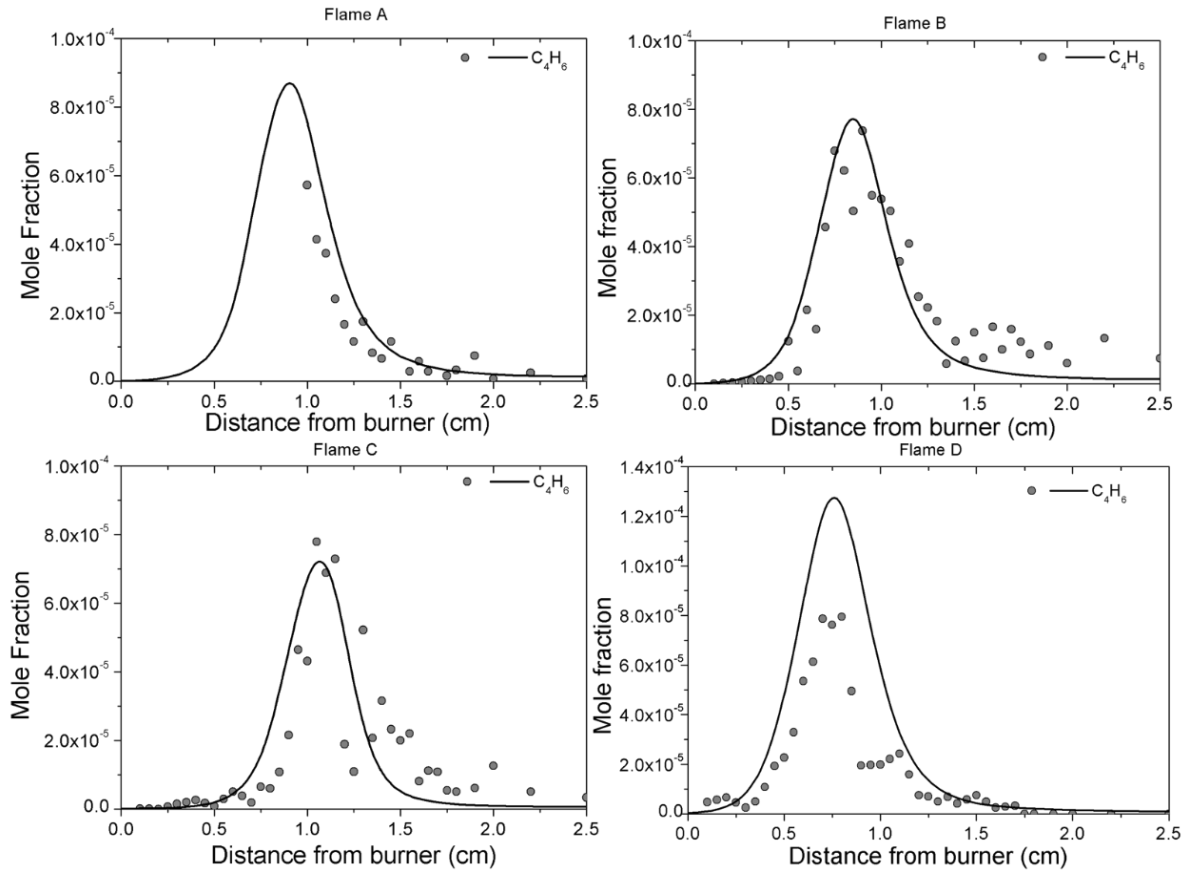 Flame A
1.0x10⁻⁴
8.0x10⁻⁵
6.0x10⁻⁵
4.0x10⁻⁵
2.0x10⁻⁵
0.0
Mole Fraction
C₄H₆
0.0 0.5 1.0 1.5 2.0 2.5
Distance from burner (cm)
Flame B
1.0x10⁻⁴
8.0x10⁻⁵
6.0x10⁻⁵
4.0x10⁻⁵
2.0x10⁻⁵
0.0
Mole fraction
C₄H₆
0.0 0.5 1.0 1.5 2.0 2.5
Distance from burner (cm)
Flame C
1.0x10⁻⁴
8.0x10⁻⁵
6.0x10⁻⁵
4.0x10⁻⁵
2.0x10⁻⁵
0.0
Mole Fraction
C₄H₆
0.0 0.5 1.0 1.5 2.0 2.5
Distance from burner (cm)
Flame D
1.4x10⁻⁴
1.2x10⁻⁴
1.0x10⁻⁴
8.0x10⁻⁵
6.0x10⁻⁵
4.0x10⁻⁵
2.0x10⁻⁵
0.0
Mole fraction
C₄H₆
0.0 0.5 1.0 1.5 2.0 2.5
Distance from burner (cm)